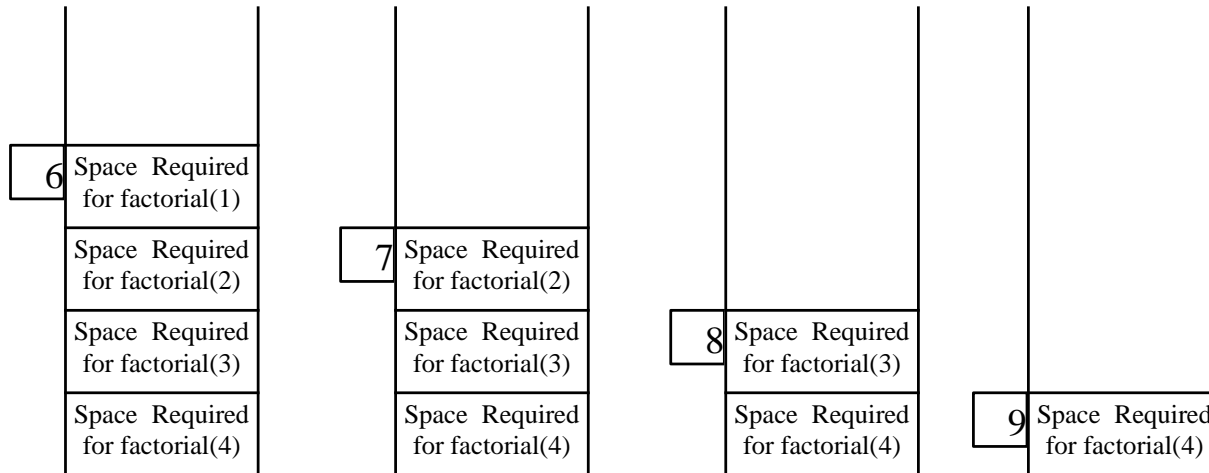 6
Space Required
for factorial(1)
Space Required
for factorial(2)
Space Required
for factorial(3)
Space Required
for factorial(4)
7
Space Required
for factorial(2)
Space Required
for factorial(3)
Space Required
for factorial(4)
8
Space Required
for factorial(3)
Space Required
for factorial(4)
9
Space Required
for factorial(4)